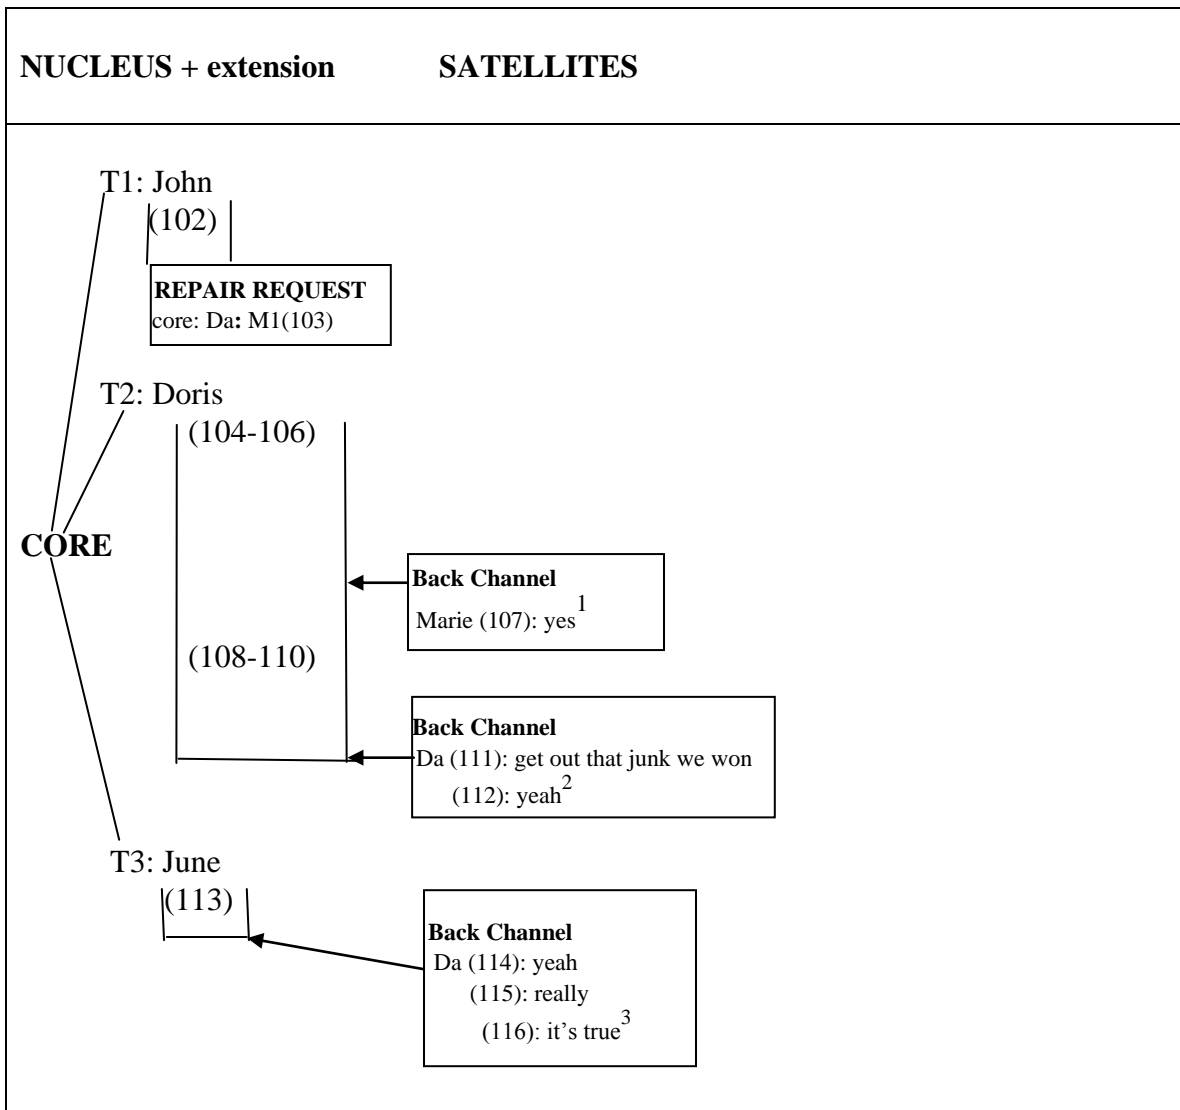 NUCLEUS + extension SATELLITES
T1: John
(102)
REPAIR REQUEST
core: Da: M1(103)
T2: Doris
(104-106)
CORE
Back Channel
Marie (107): yes1
(108-110)
Back Channel
Da (111): get out that junk we won
(112): yeah2
T3: June
(113)
Back Channel
Da (114): yeah
(115): really
(116): it's true3